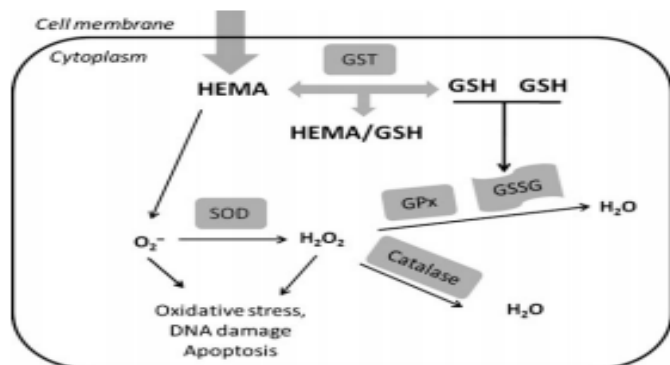 Cell membrane
Cytoplasm
GST
HEMA
GSH GSH
HEMA/GSH
GSSG
GPx
H₂O
SOD
O₂⁻
H₂O₂
Catalase
H₂O
Oxidative stress,
DNA damage
Apoptosis